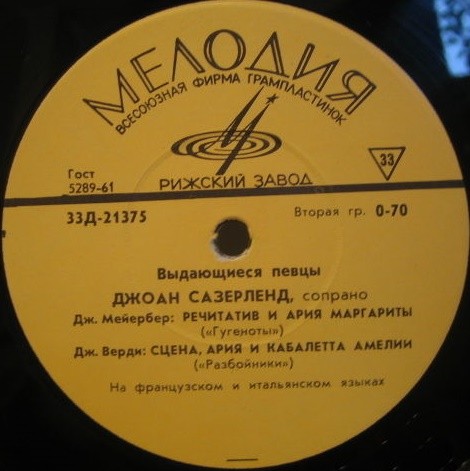 МЕЛОДИЯ
ВСЕСОЮЗНАЯ ФИРМА ГРАМПЛАСТИНОК
РИЖСКИЙ ЗАВОД
Гост
5289-61
33
33Д-21375
Вторая гр. 0-70
Выдающиеся певцы
ДЖОАН САЗЕРЛЕНД, сопрано
Дж. Мейербер: РЕЧИТАТИВ И АРИЯ МАРГАРИТЫ
(«Гугеноты»)
Дж. Верди: СЦЕНА, АРИЯ И КАБАЛЕТТА АМЕЛИИ
(«Разбойники»)
На французском и итальянском языках